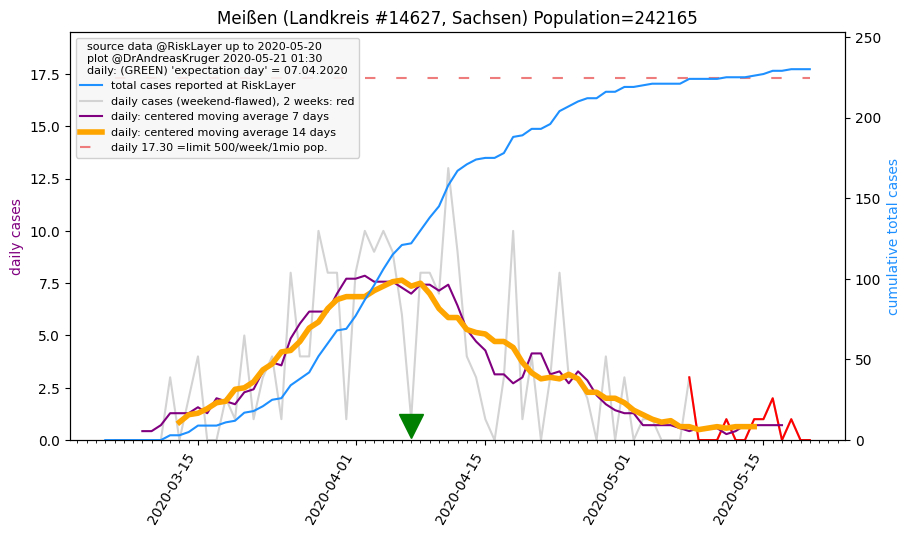 Meißen (Landkreis #14627, Sachsen) Population=242165
source data @RiskLayer up to 2020-05-20
plot @DrAndreasKruger 2020-05-21 01:30
daily: (GREEN) 'expectation day' = 07.04.2020
total cases reported at RiskLayer
daily cases (weekend-flawed), 2 weeks: red
daily: centered moving average 7 days
daily: centered moving average 14 days
daily 17.30 =limit 500/week/1mio pop.
daily cases
17.5
15.0
12.5
10.0
7.5
5.0
2.5
0.0
250
200
150
100
50
0
cumulative total cases
2020-03-15
2020-04-01
2020-04-15
2020-05-01
2020-05-15